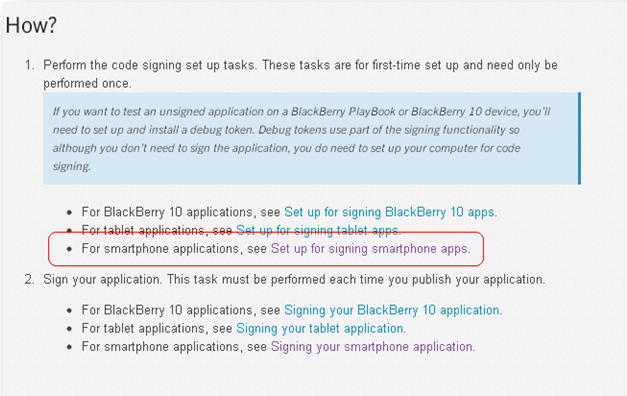 How?
1. Perform the code signing set up tasks. These tasks are for first-time set up and need only be
performed once.
If you want to test an unsigned application on a BlackBerry PlayBook or BlackBerry 10 device, you'll
need to set up and install a debug token. Debug tokens use part of the signing functionality so
although you don't need to sign the application, you do need to set up your computer for code
signing.
• For BlackBerry 10 applications, see Set up for signing BlackBerry 10 apps.
• For tablet applications, see Set up for signing tablet apps.
• For smartphone applications, see Set up for signing smartphone apps.
2. Sign your application. This task must be performed each time you publish your application.
• For BlackBerry 10 applications, see Signing your BlackBerry 10 application.
• For tablet applications, see Signing your tablet application.
• For smartphone applications, see Signing your smartphone application.